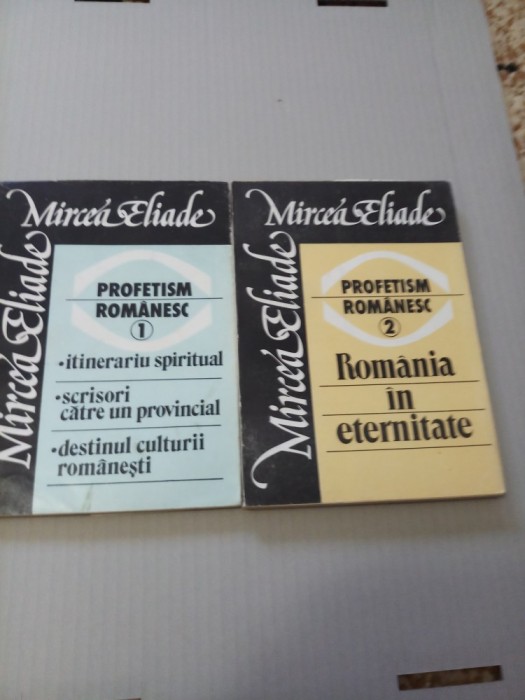 Mircea Eliade
Mircea Eliade
PROFETISM
ROMÂNESC
1
•itinerariu spiritual
•scrisori
către un provincial
•destinul culturii
românești
Mircea Eliade
Mircea Eliade
PROFETISM
ROMÂNESC
2
România
în
eternitate